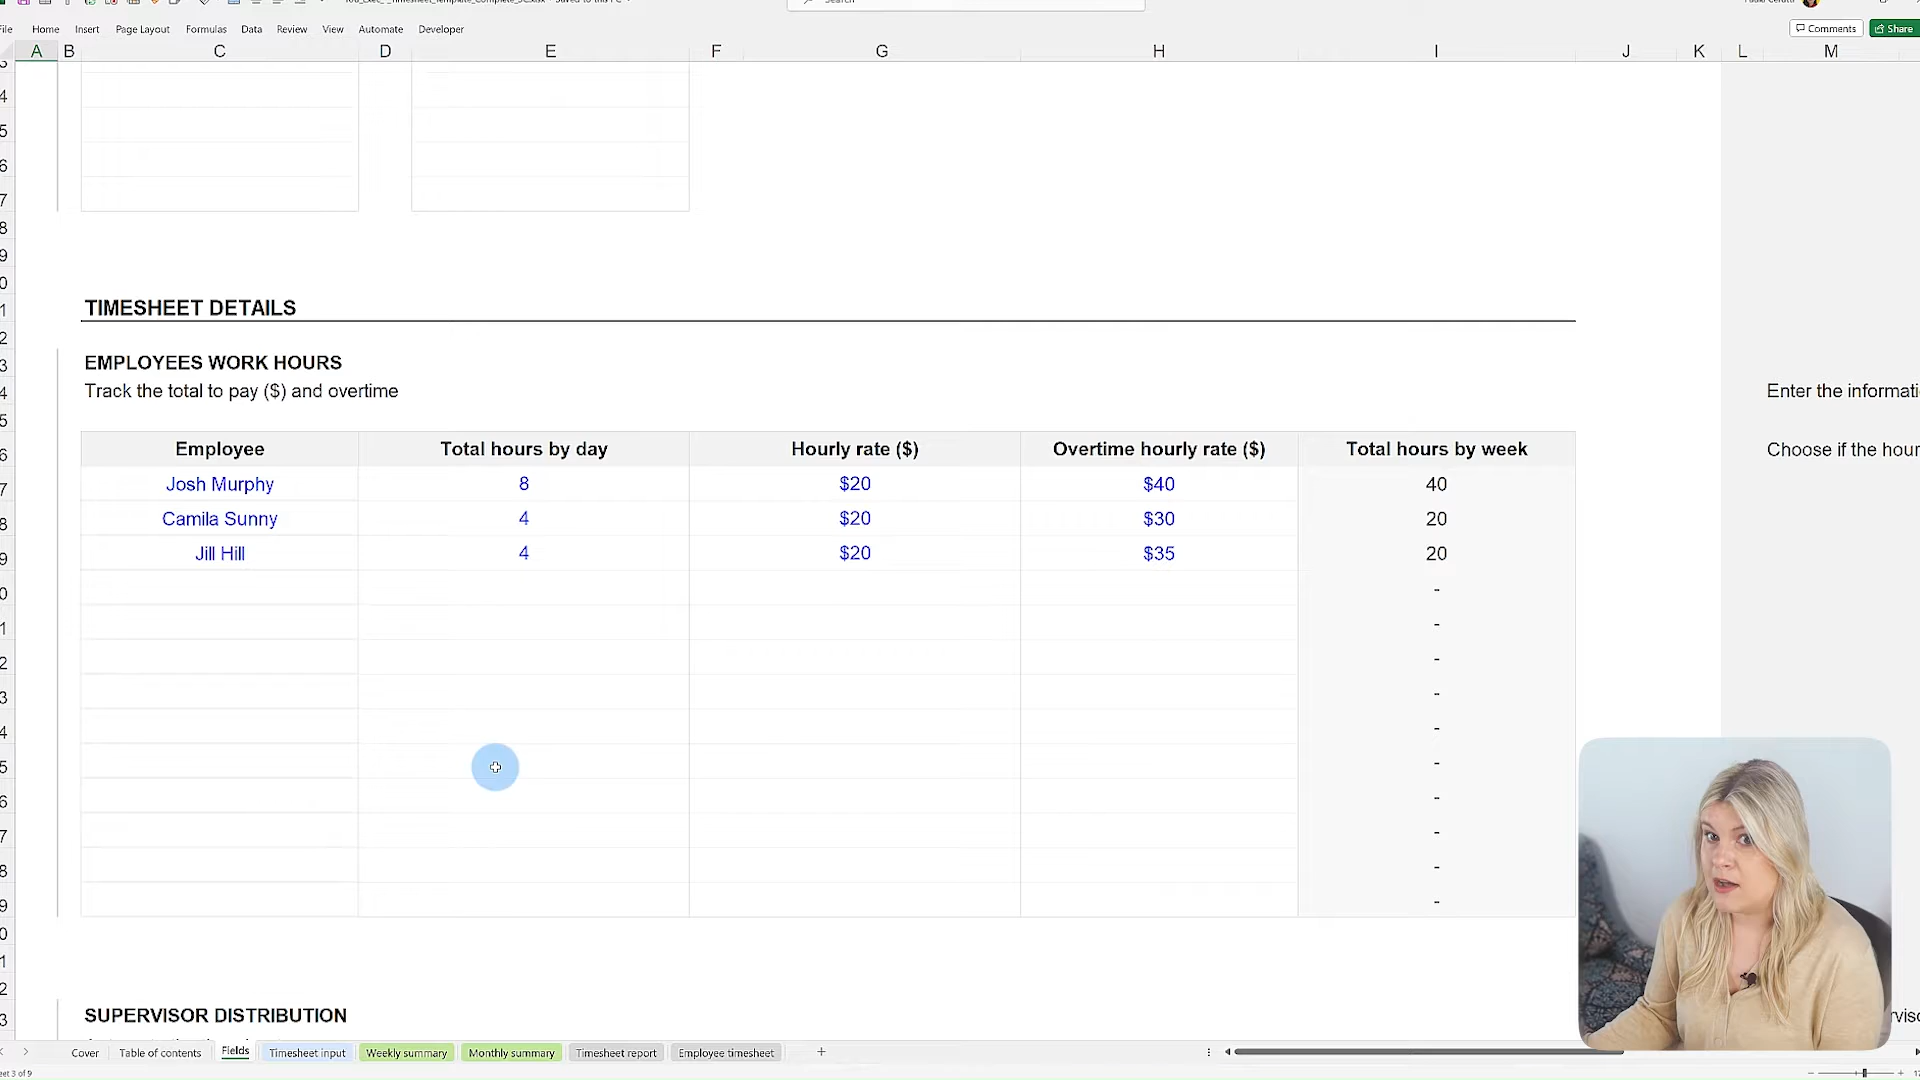 File Home Insert Page Layout Formulas Data Review View Automate Developer
Comments Share
A B C D E F G H I J K L M
TIMESHEET DETAILS
EMPLOYEES WORK HOURS
Track the total to pay ($) and overtime
Enter the informati
Choose if the hour
Employee Total hours by day Hourly rate ($) Overtime hourly rate ($) Total hours by week
Josh Murphy 8 $20 $40 40
Camila Sunny 4 $20 $30 20
Jill Hill 4 $20 $35 20
-
-
-
-
-
-
-
-
-
-
SUPERVISOR DISTRIBUTION
Cover Table of contents Fields Timesheet input Weekly summary Monthly summary Timesheet report Employee timesheet
eet 3 of 9